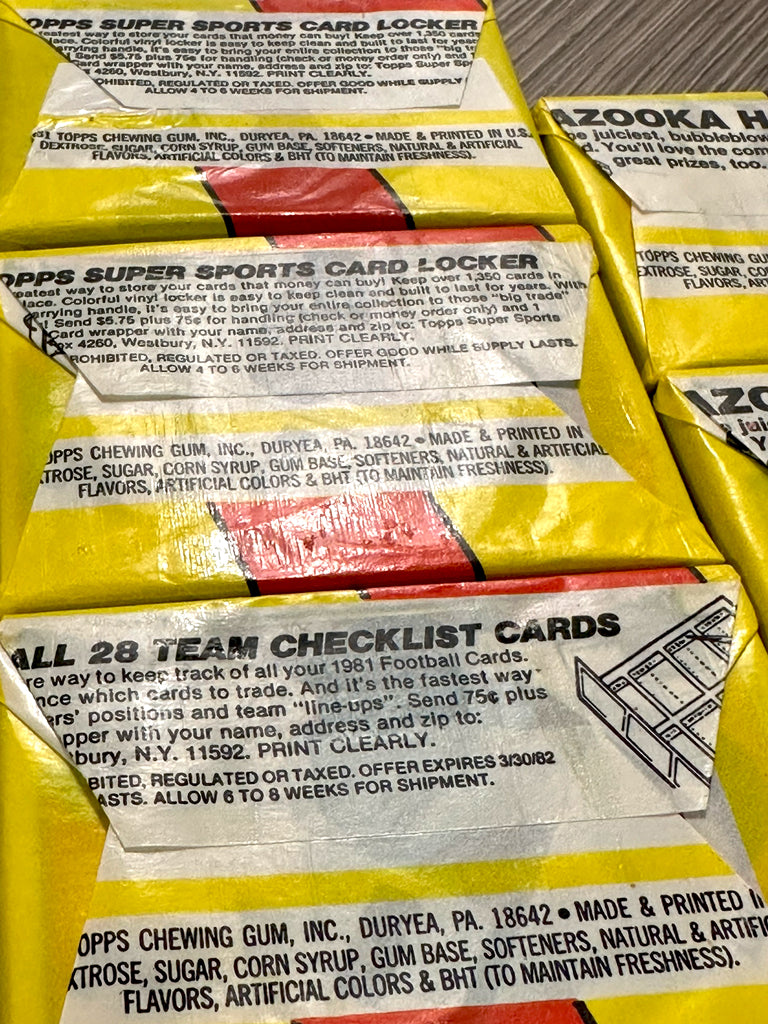 OPPS SUPER SPORTS CARD LOCKER
eatest way to store your cards that money can buy! Keep over 1,350 cards
lace. Colorful vinyl locker is easy to keep clean and built to last for years
arrying handle, it's easy to bring your entire collection to those "big tr
! Send $5.75 plus 75¢ for handling (check or money order only) and 1
Card wrapper with your name, address and zip to: Topps Super Sp
x 4260, Westbury, N.Y. 11592. PRINT CLEARLY.
OHIBITED, REGULATED OR TAXED. OFFER GOOD WHILE SUPPLY
ALLOW 4 TO 6 WEEKS FOR SHIPMENT.
81 TOPPS CHEWING GUM, INC., DURYEA, PA. 18642 • MADE & PRINTED IN U.S.
DEXTROSE, SUGAR, CORN SYRUP, GUM BASE, SOFTENERS, NATURAL & ARTIFICIAL
FLAVORS, ARTIFICIAL COLORS & BHT (TO MAINTAIN FRESHNESS).
AZOOKA H
e juiciest, bubbleblow
d. You'll love the com
great prizes, too.
TOPPS CHEWING GU
EXTROSE, SUGAR, CO
FLAVORS, AR
OPPS SUPER SPORTS CARD LOCKER
eatest way to store your cards that money can buy! Keep over 1,350 cards in
lace. Colorful vinyl locker is easy to keep clean and built to last for years. With
arrying handle, it's easy to bring your entire collection to those "big trade"
! Send $5.75 plus 75¢ for handling (check or money order only) and 1
Card wrapper with your name, address and zip to: Topps Super Sports
ox 4260, Westbury, N.Y. 11592. PRINT CLEARLY.
ROHIBITED, REGULATED OR TAXED. OFFER GOOD WHILE SUPPLY LASTS.
ALLOW 4 TO 6 WEEKS FOR SHIPMENT.
OPPS CHEWING GUM, INC., DURYEA, PA. 18642 • MADE & PRINTED IN
XTROSE, SUGAR, CORN SYRUP, GUM BASE, SOFTENERS, NATURAL & ARTIFICIAL
FLAVORS, ARTIFICIAL COLORS & BHT (TO MAINTAIN FRESHNESS).
AZO
juic
ALL 28 TEAM CHECKLIST CARDS
re way to keep track of all your 1981 Football Cards.
nce which cards to trade. And it's the fastest way
ers' positions and team "line-ups". Send 75¢ plus
pper with your name, address and zip to:
bury, N.Y. 11592. PRINT CLEARLY.
BITED, REGULATED OR TAXED. OFFER EXPIRES 3/30/82
ASTS. ALLOW 6 TO 8 WEEKS FOR SHIPMENT.
OPPS CHEWING GUM, INC., DURYEA, PA. 18642 • MADE & PRINTED IN
XTROSE, SUGAR, CORN SYRUP, GUM BASE, SOFTENERS, NATURAL & ARTIFIC
FLAVORS, ARTIFICIAL COLORS & BHT (TO MAINTAIN FRESHNESS).